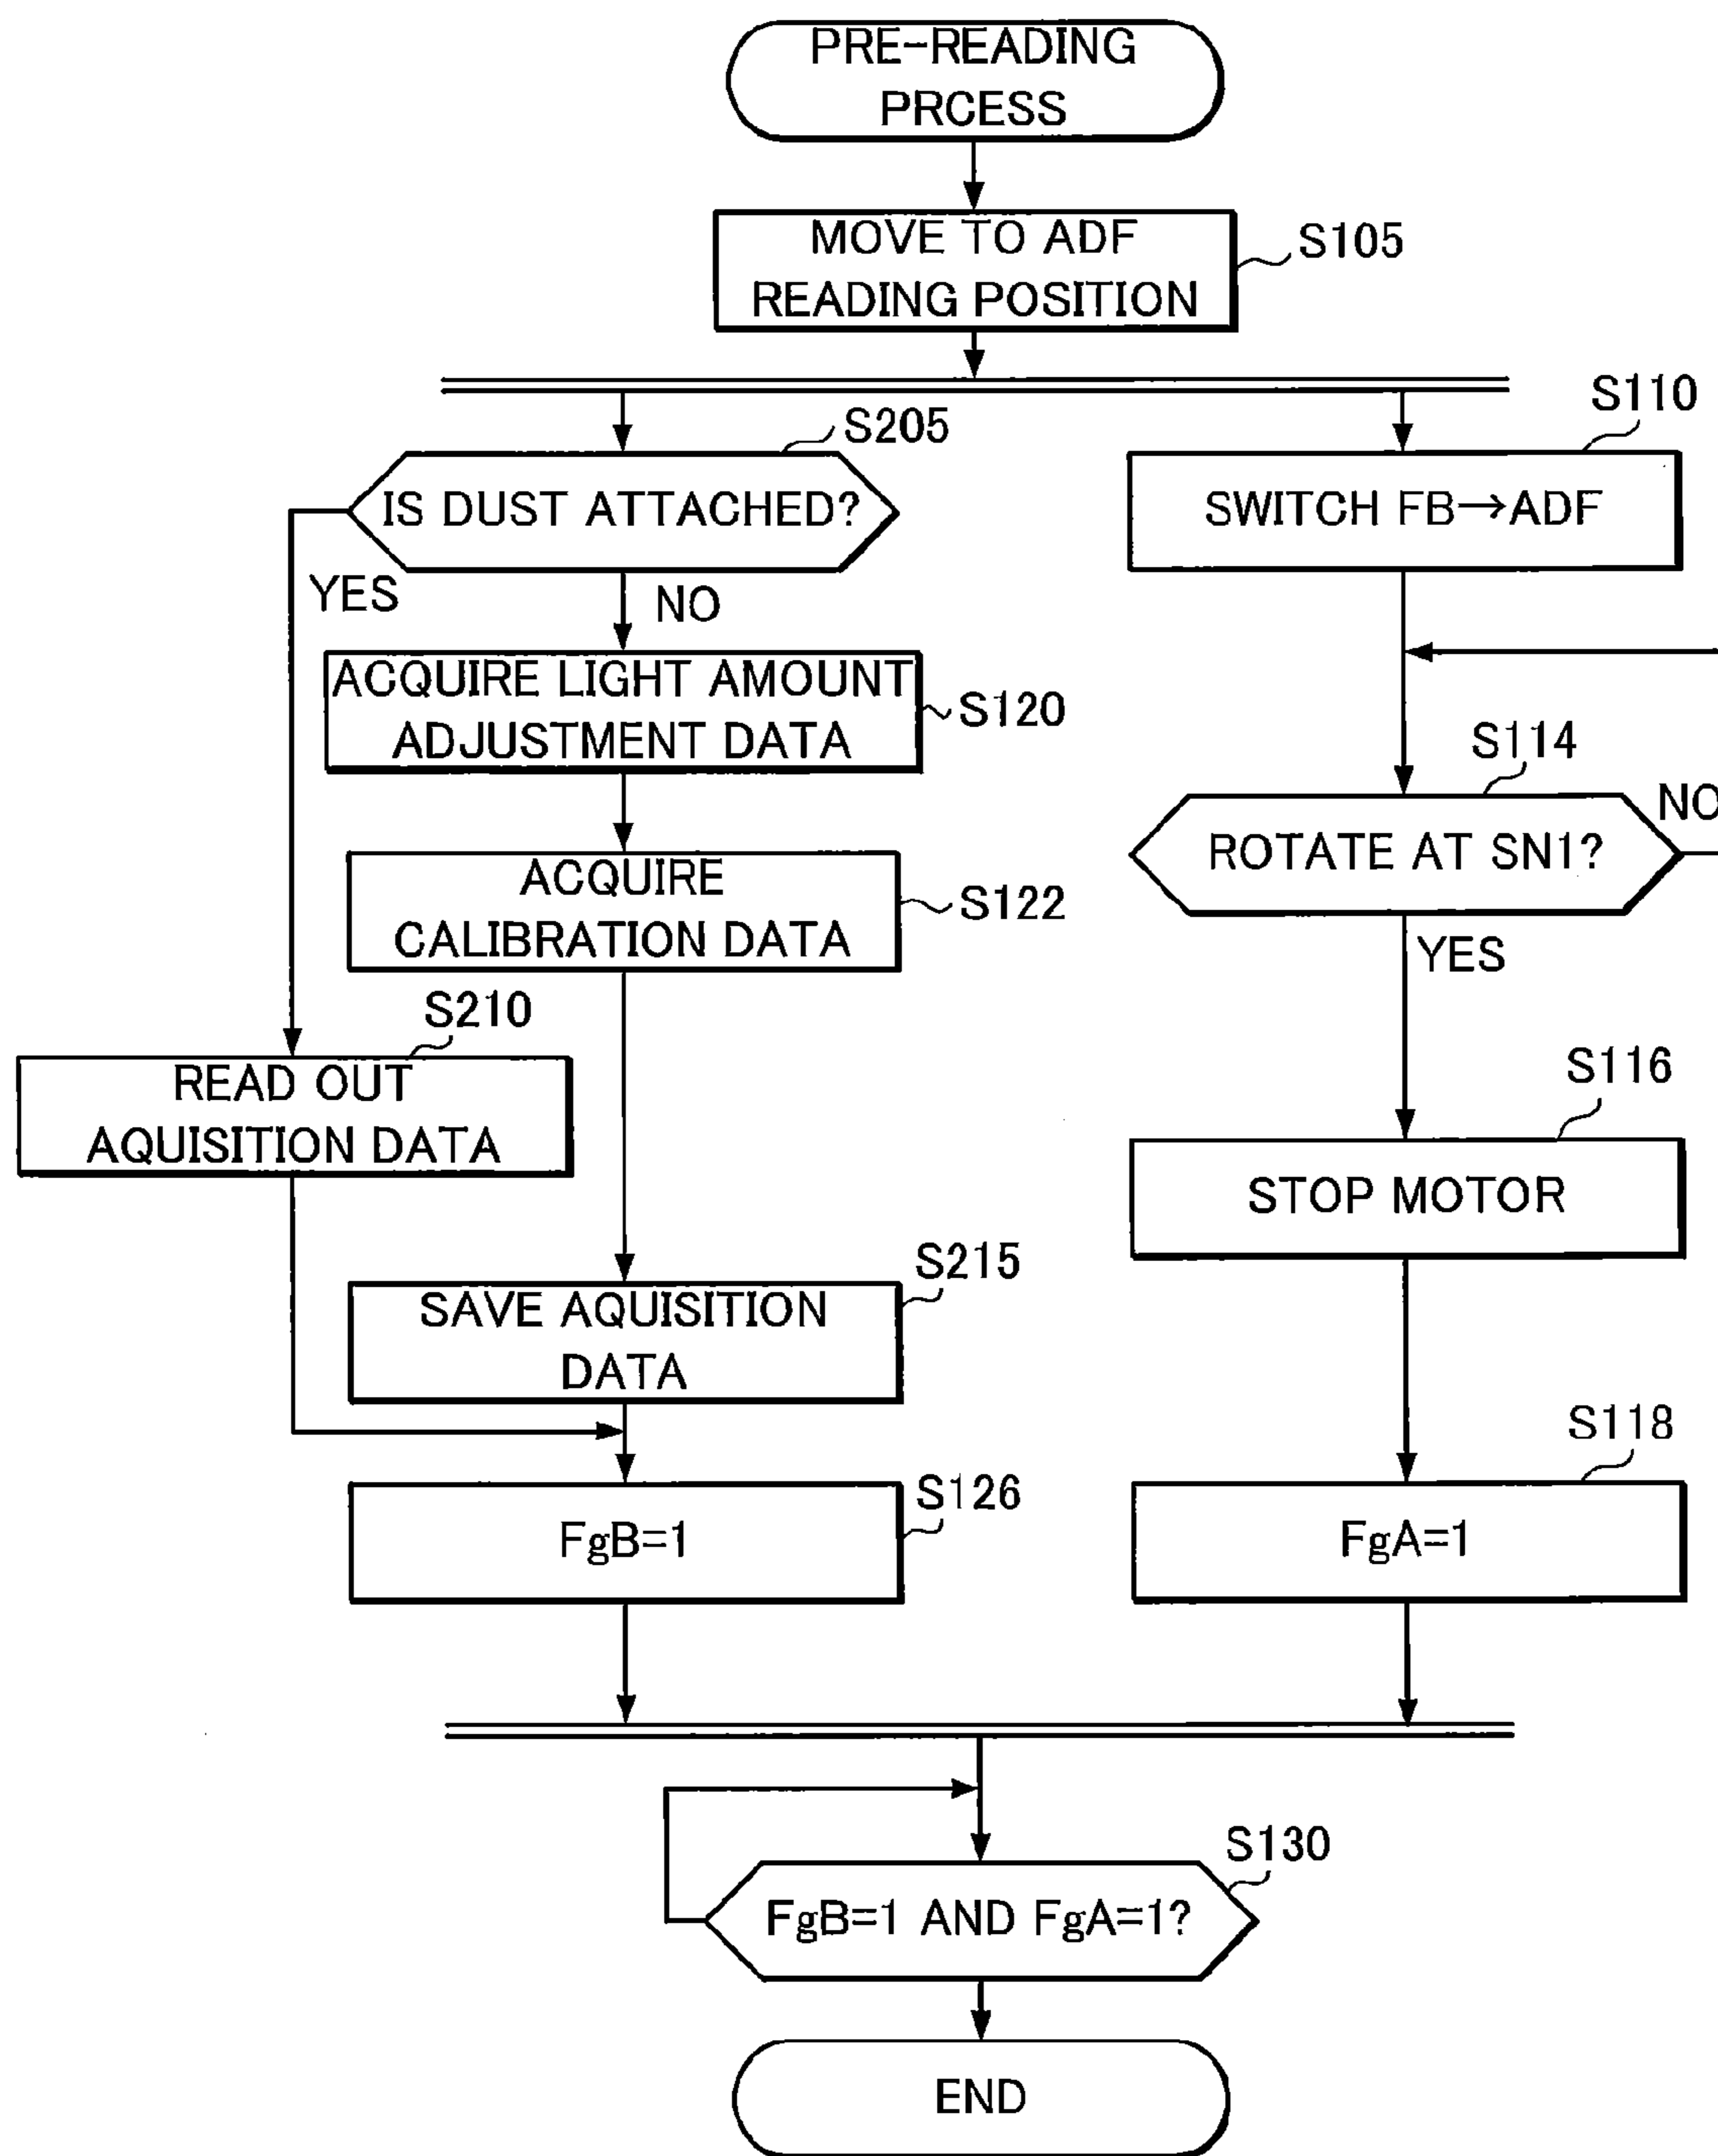 PRE-READING
PRCESS
MOVE TO ADF
READING POSITION
S105
S205
S110
IS DUST ATTACHED?
SWITCH FB→ADF
YES
NO
ACQUIRE LIGHT AMOUNT
ADJUSTMENT DATA
S120
S114
NO
ROTATE AT SN1?
ACQUIRE
CALIBRATION DATA
S122
YES
S210
READ OUT
AQUISITION DATA
S116
STOP MOTOR
S215
SAVE AQUISITION
DATA
S118
S126
FgB=1
FgA=1
S130
FgB=1 AND FgA=1?
END